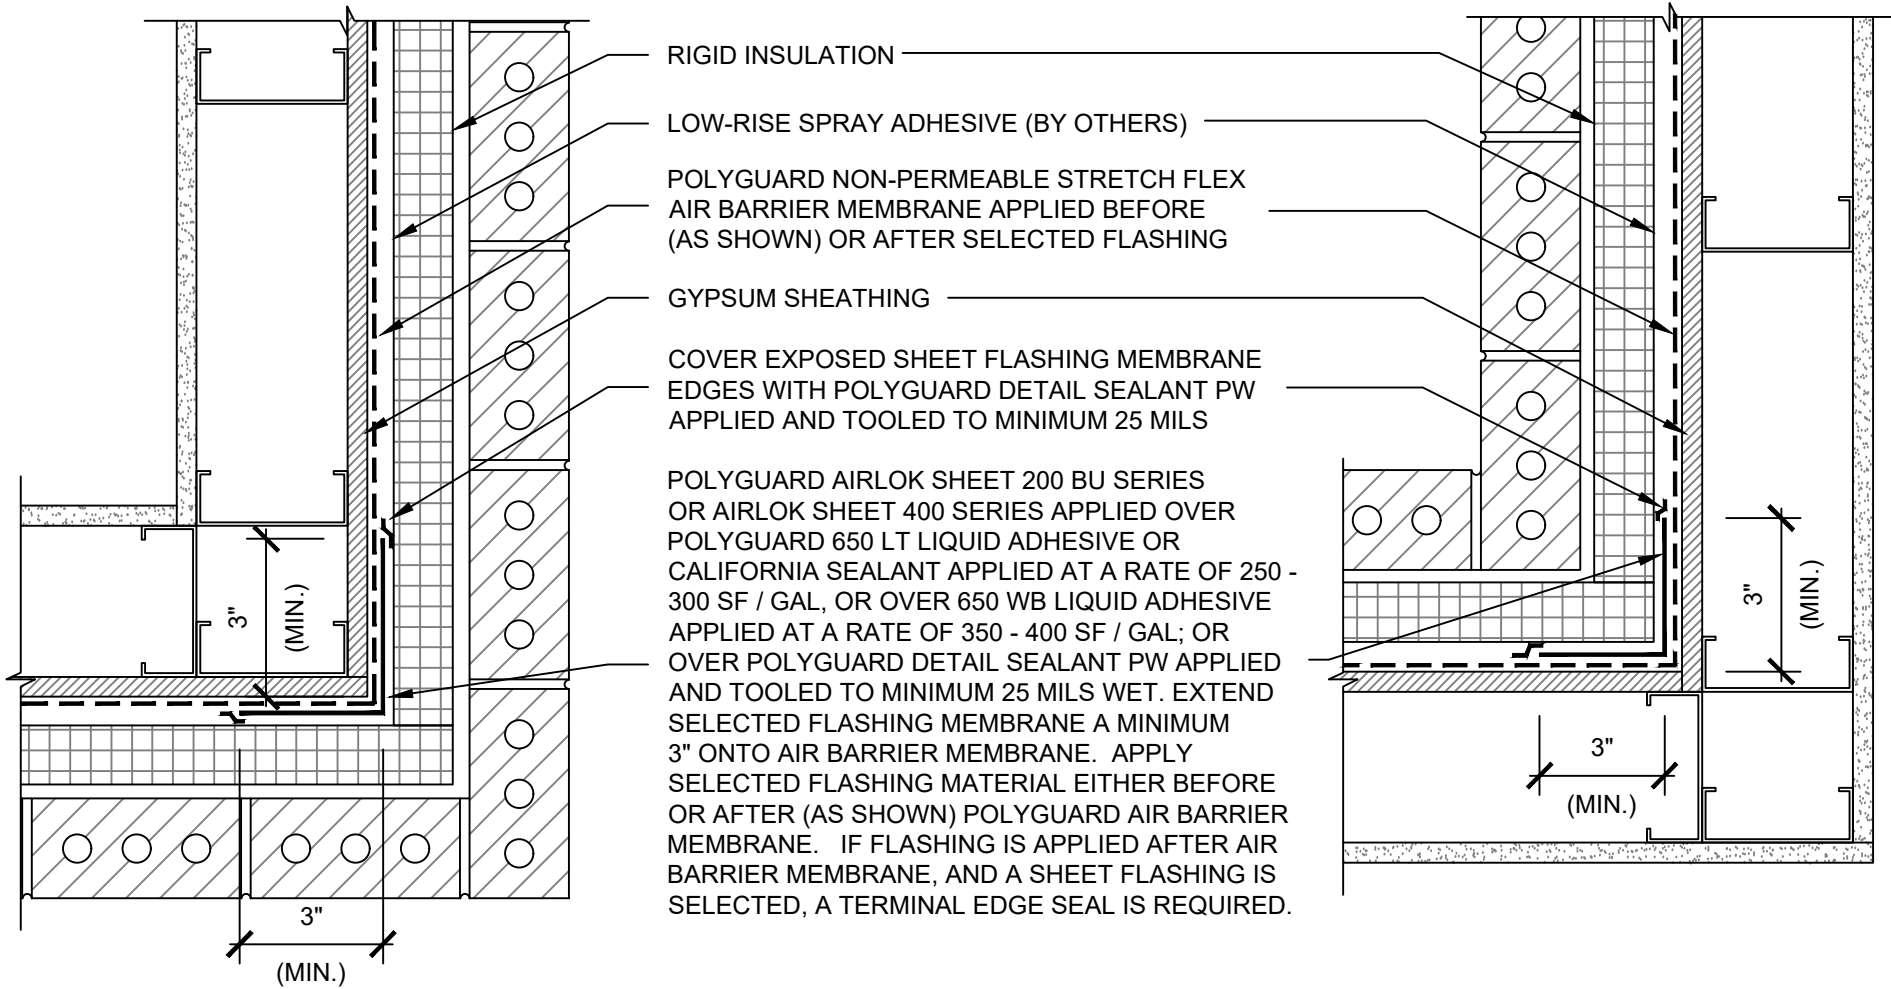 RIGID INSULATION
LOW-RISE SPRAY ADHESIVE (BY OTHERS)
POLYGUARD NON-PERMEABLE STRETCH FLEX
AIR BARRIER MEMBRANE APPLIED BEFORE
(AS SHOWN) OR AFTER SELECTED FLASHING
GYPSUM SHEATHING
COVER EXPOSED SHEET FLASHING MEMBRANE
EDGES WITH POLYGUARD DETAIL SEALANT PW
APPLIED AND TOOLED TO MINIMUM 25 MILS
POLYGUARD AIRLOK SHEET 200 BU SERIES
OR AIRLOK SHEET 400 SERIES APPLIED OVER
POLYGUARD 650 LT LIQUID ADHESIVE OR
CALIFORNIA SEALANT APPLIED AT A RATE OF 250 -
300 SF / GAL, OR OVER 650 WB LIQUID ADHESIVE
APPLIED AT A RATE OF 350 - 400 SF / GAL; OR
OVER POLYGUARD DETAIL SEALANT PW APPLIED
AND TOOLED TO MINIMUM 25 MILS WET. EXTEND
SELECTED FLASHING MEMBRANE A MINIMUM
3" ONTO AIR BARRIER MEMBRANE. APPLY
SELECTED FLASHING MATERIAL EITHER BEFORE
OR AFTER (AS SHOWN) POLYGUARD AIR BARRIER
MEMBRANE. IF FLASHING IS APPLIED AFTER AIR
BARRIER MEMBRANE, AND A SHEET FLASHING IS
SELECTED, A TERMINAL EDGE SEAL IS REQUIRED.
3"
(MIN.)
3"
(MIN.)
3"
(MIN.)
3"
(MIN.)